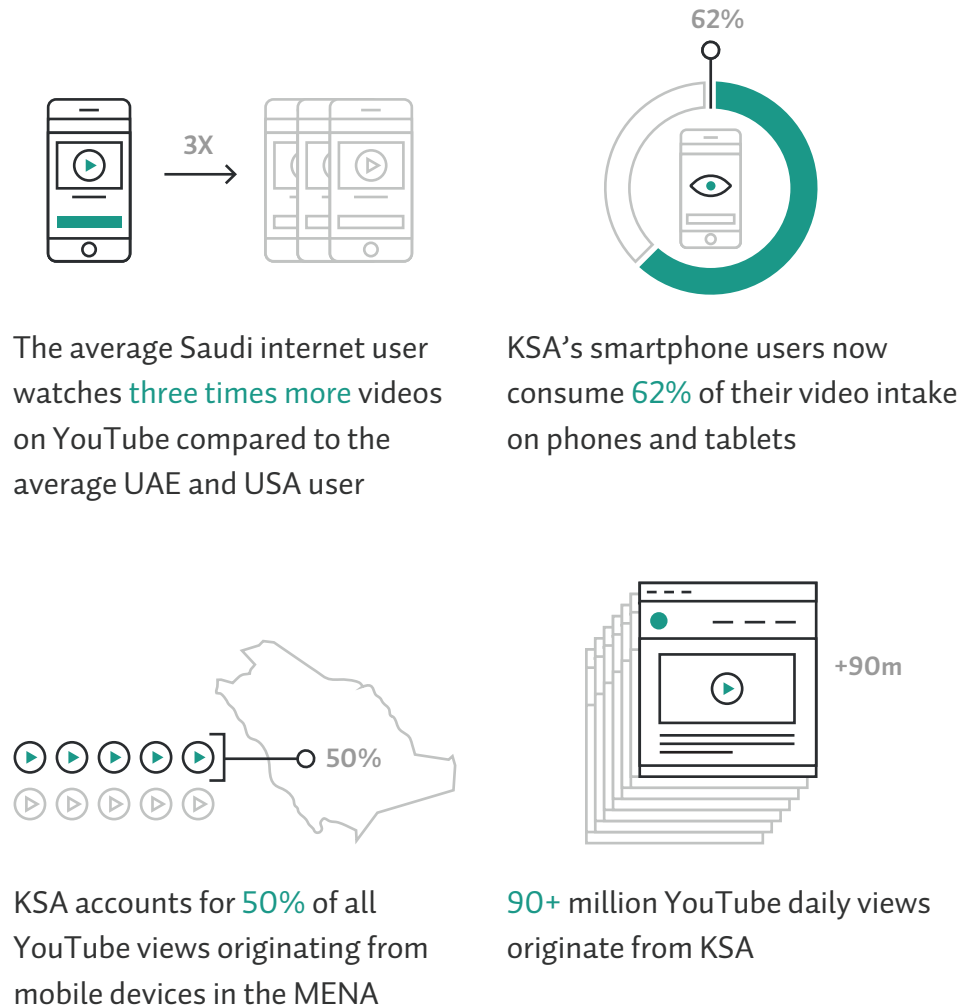 3X
The average Saudi internet user
watches three times more videos
on YouTube compared to the
average UAE and USA user
62%
KSA’s smartphone users now
consume 62% of their video intake
on phones and tablets
50%
KSA accounts for 50% of all
YouTube views originating from
mobile devices in the MENA
+90m
90+ million YouTube daily views
originate from KSA